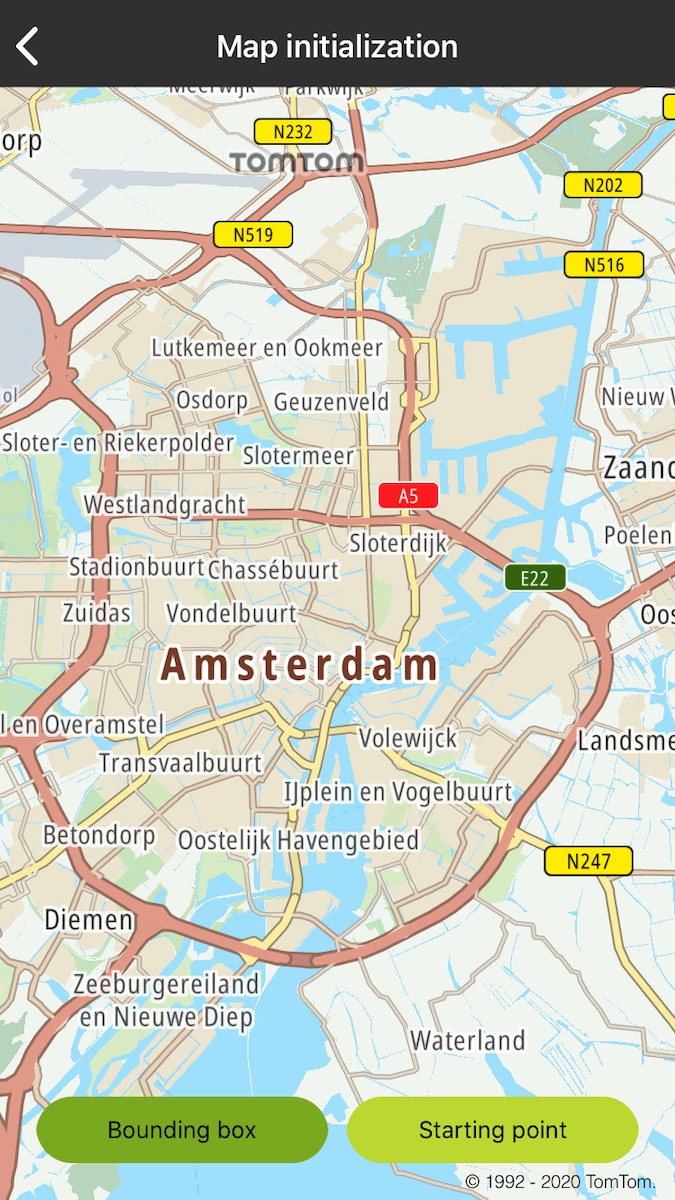 Map initialization
Meerwijk Parkwijk
orp
N232
TOMTOM
N202
N519
N516
Lutkemeer en Ookmeer
ol
Osdorp Geuzenveld
Nieuw
Sloter- en Riekerpolder
Slotermeer
Zaand
A5
Westlandgracht
Poelen
Sloterdijk
Stadionbuurt Chassébuurt
E22
Zuidas Vondelbuurt
Oos
Amsterdam
l en Overamstel
Volewijck
Landsme
Transvaalbuurt
IJplein en Vogelbuurt
Betondorp
Oostelijk Havengebied
N247
Diemen
Zeeburgereiland
en Nieuwe Diep
Waterland
Bounding box
Starting point
© 1992 - 2020 TomTom.